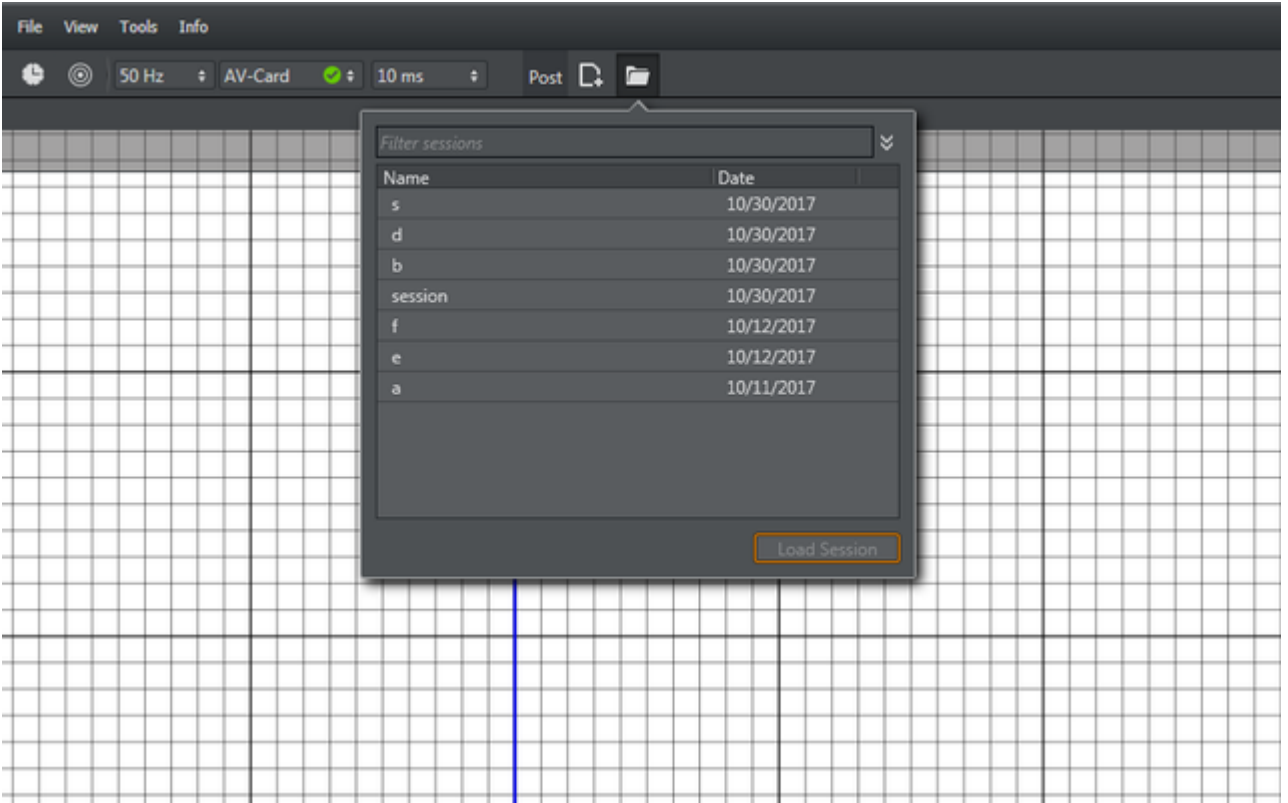 File View Tools Info
50 Hz AV-Card 10 ms Post
Filter sessions
Name Date
s 10/30/2017
d 10/30/2017
b 10/30/2017
session 10/30/2017
f 10/12/2017
e 10/12/2017
a 10/11/2017
Load Session